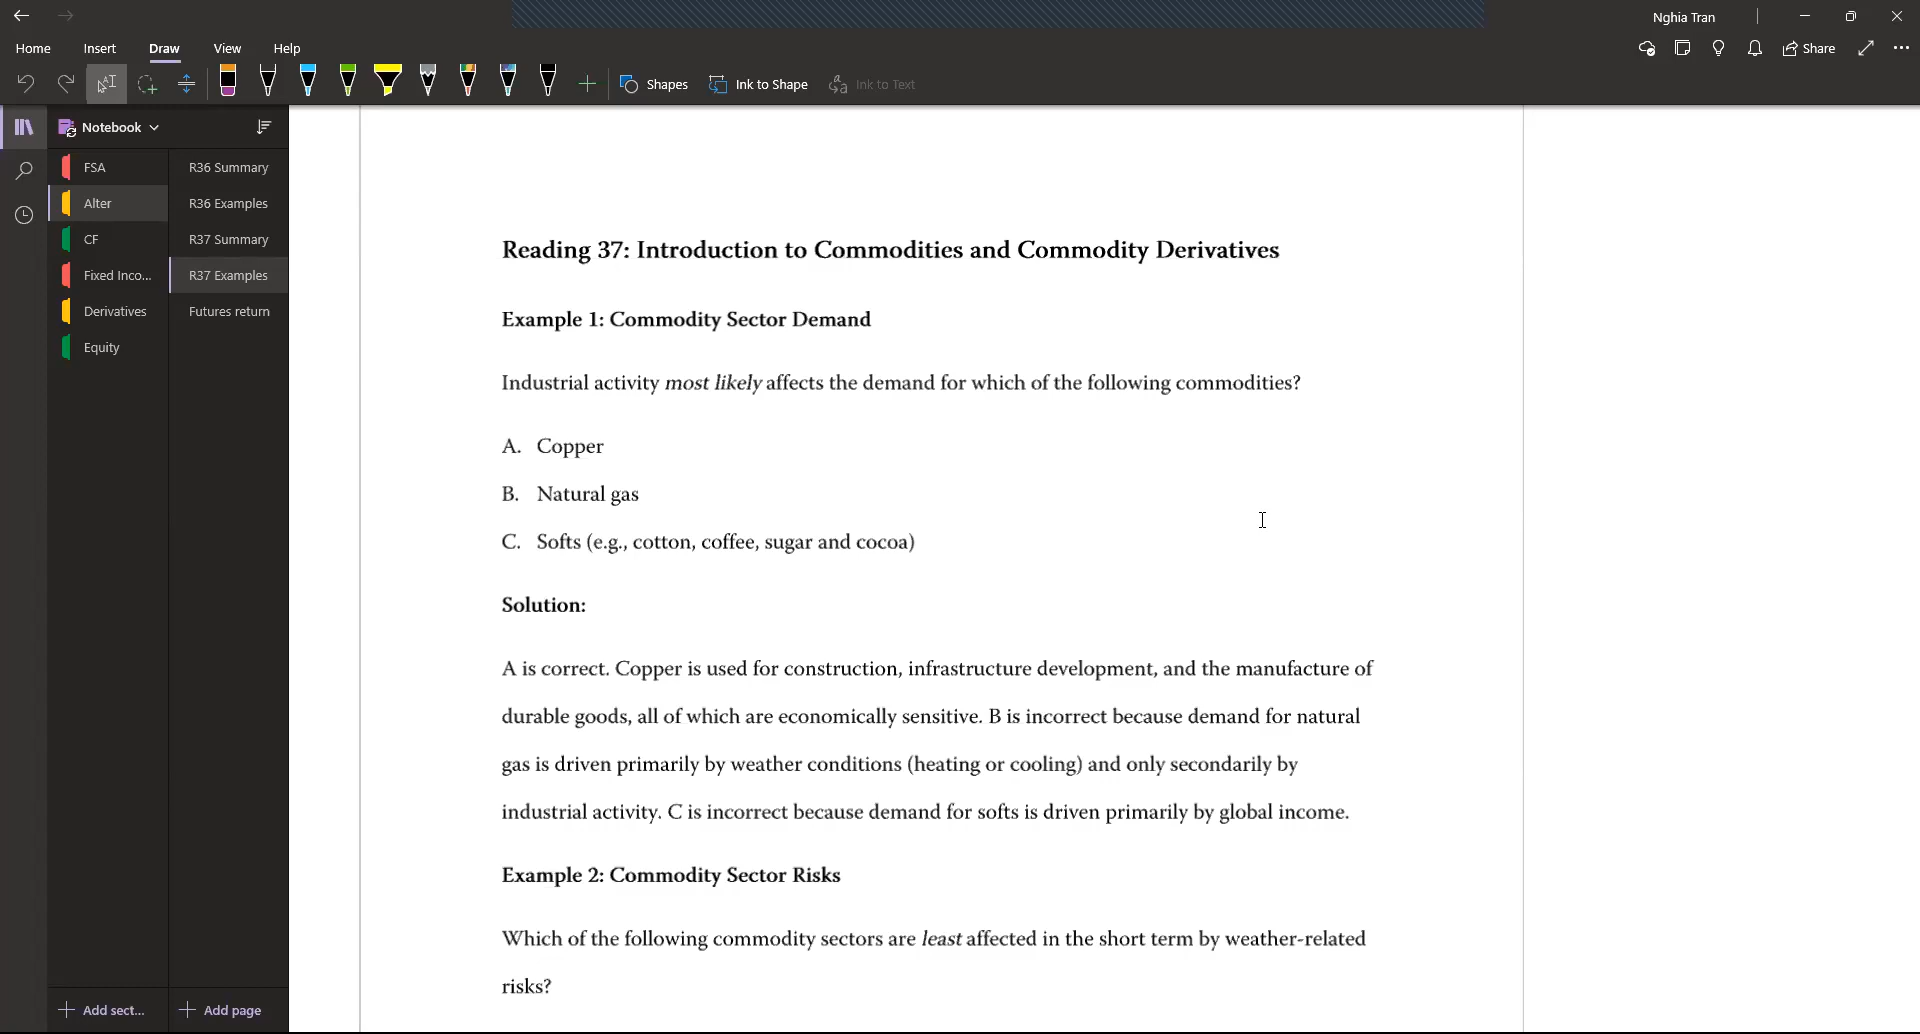 Nghia Tran
Home Insert Draw View Help
Share
Shapes Ink to Shape Ink to Text
Notebook
FSA
Alter
CF
Fixed Inco...
Derivatives
Equity
R36 Summary
R36 Examples
R37 Summary
R37 Examples
Futures return
Add sect...
Add page
Reading 37: Introduction to Commodities and Commodity Derivatives
Example 1: Commodity Sector Demand
Industrial activity most likely affects the demand for which of the following commodities?
A. Copper
B. Natural gas
C. Softs (e.g., cotton, coffee, sugar and cocoa)
Solution:
A is correct. Copper is used for construction, infrastructure development, and the manufacture of
durable goods, all of which are economically sensitive. B is incorrect because demand for natural
gas is driven primarily by weather conditions (heating or cooling) and only secondarily by
industrial activity. C is incorrect because demand for softs is driven primarily by global income.
Example 2: Commodity Sector Risks
Which of the following commodity sectors are least affected in the short term by weather-related
risks?